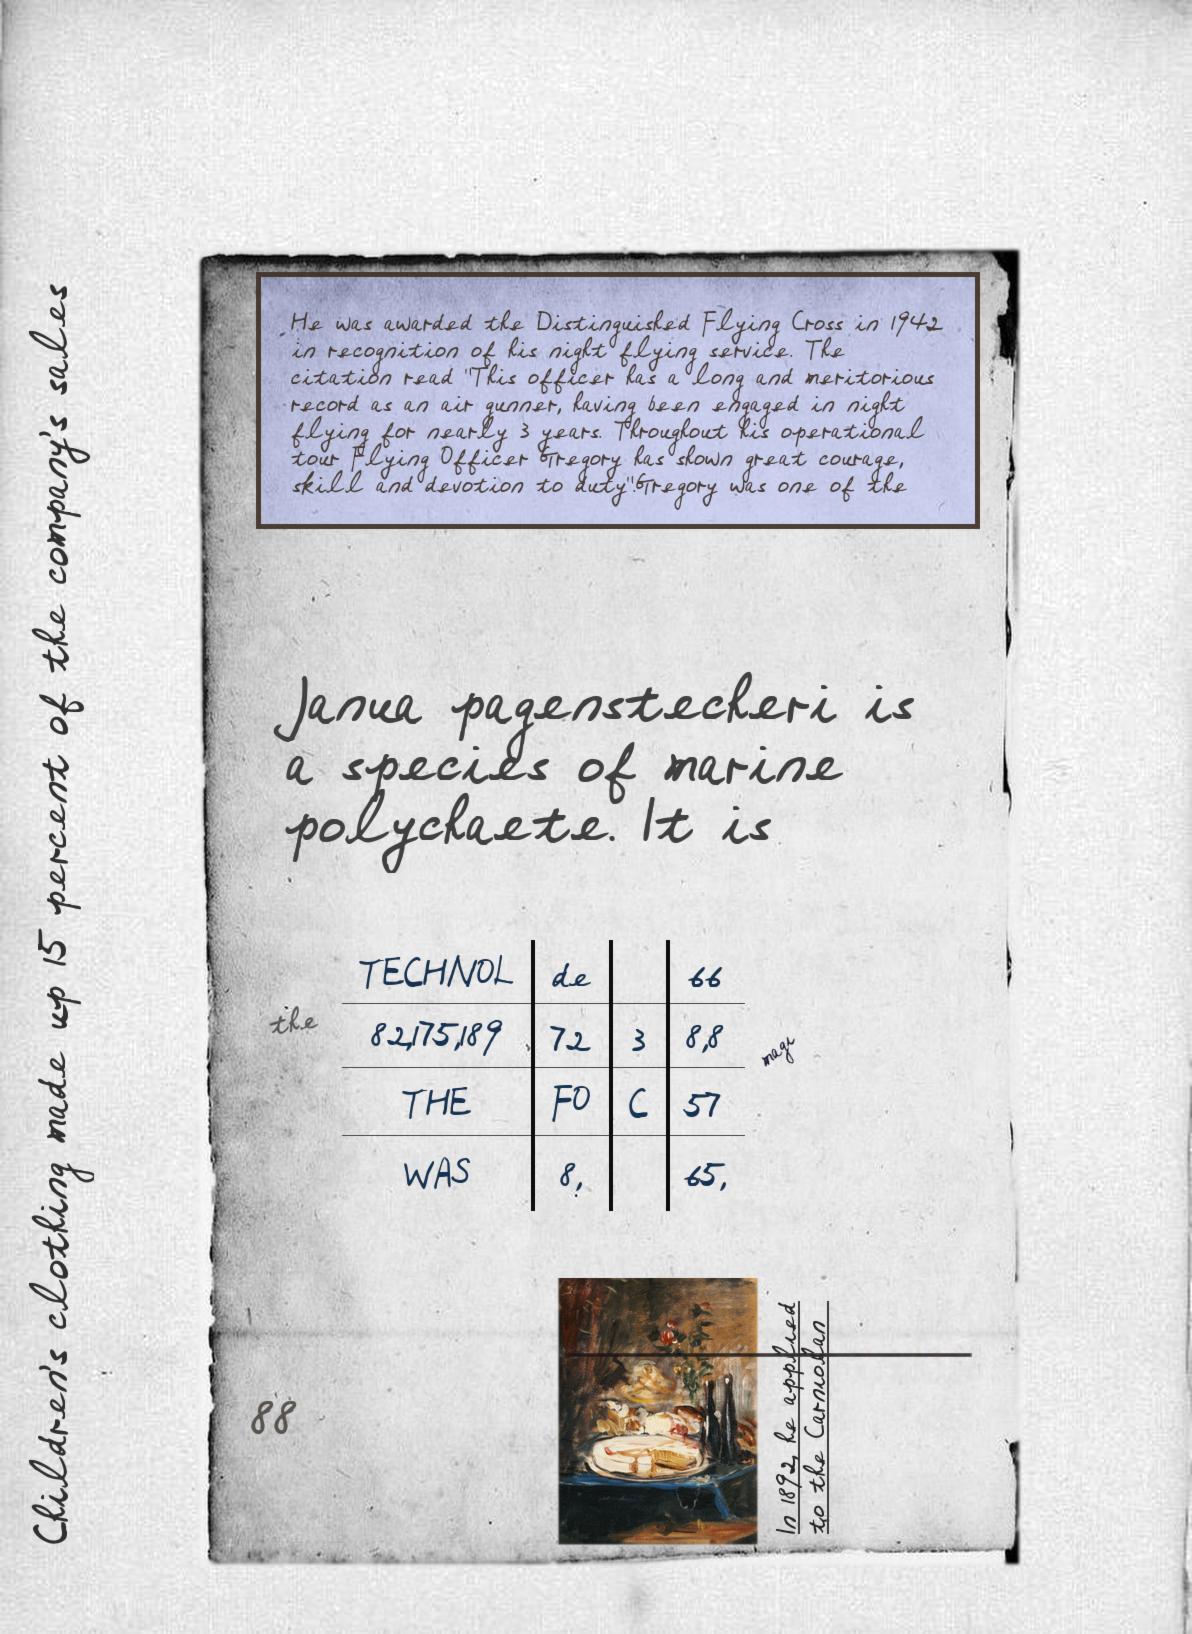 Children's clothing made up 15 percent of the company's sales
He was awarded the Distinguished Flying Cross in 1942
in recognition of his night flying service. The
citation read "This officer has a long and meritorious
record as an air gunner, having been engaged in night
flying for nearly 3 years. Throughout his operational
tour Flying Officer Gregory has shown great courage,
skill and devotion to duty".Gregory was one of the
Janua pagenstecheri is
a species of marine
polychaete. It is
TECHNOL de 66
the
82,175,189 72 3 8,8
magi
THE FO C 57
WAS 8, 65,
In 1892, he applied
to the Carniolan
88